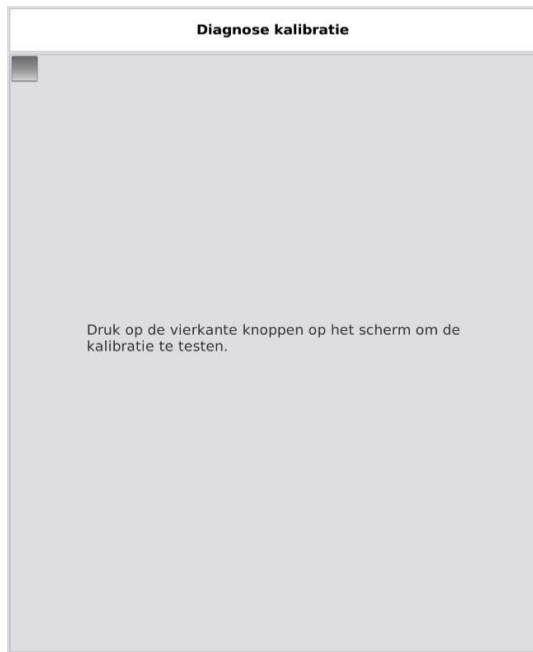 Diagnose kalibratie
Druk op de vierkante knoppen op het scherm om de
kalibratie te testen.